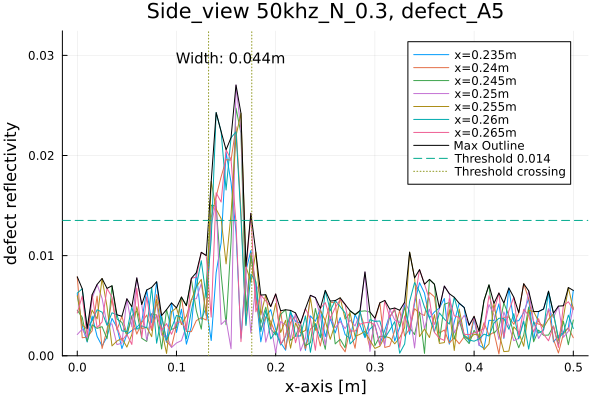 Side_view 50khz_N_0.3, defect_A5
Width: 0.044m
x=0.235m
x=0.24m
x=0.245m
x=0.25m
x=0.255m
x=0.26m
x=0.265m
Max Outline
Threshold 0.014
Threshold crossing
defect reflectivity
0.03
0.02
0.01
0.00
0.0 0.1 0.2 0.3 0.4 0.5
x-axis [m]